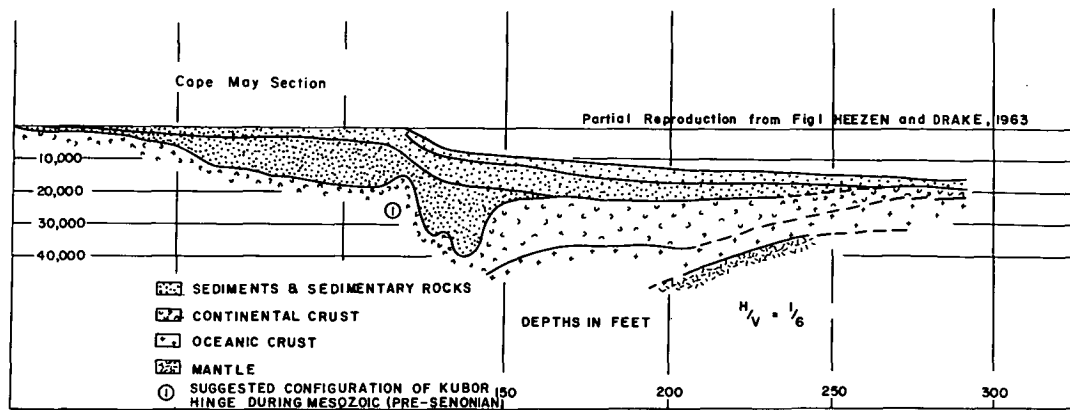 Cape May Section
Partial Reproduction from Fig I HEEZEN and DRAKE, 1963
10,000
20,000
30,000
40,000
1
SEDIMENTS & SEDIMENTARY ROCKS
CONTINENTAL CRUST
OCEANIC CRUST
MANTLE
1 SUGGESTED CONFIGURATION OF KUBOR
HINGE DURING MESOZOIC (PRE-SENONIAN)
DEPTHS IN FEET
H/V = 1/6
150
200
250
300